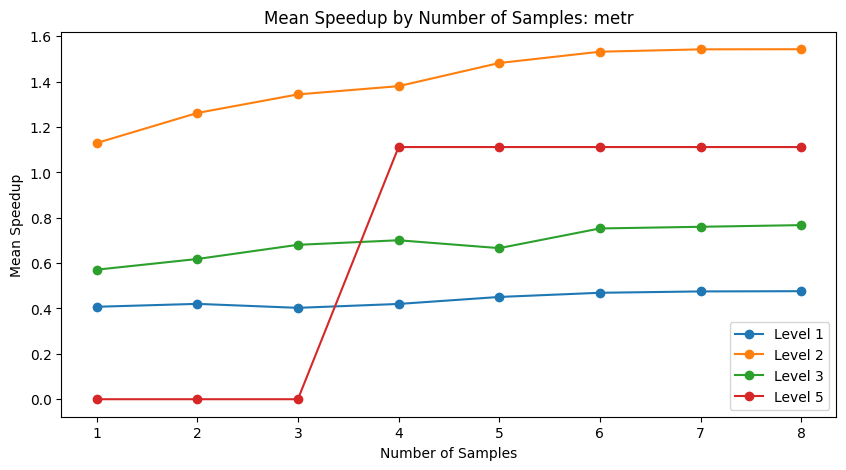 Mean Speedup by Number of Samples: metr
Mean Speedup
1.6
1.4
1.2
1.0
0.8
0.6
0.4
0.2
0.0
1 2 3 4 5 6 7 8
Number of Samples
Level 1
Level 2
Level 3
Level 5